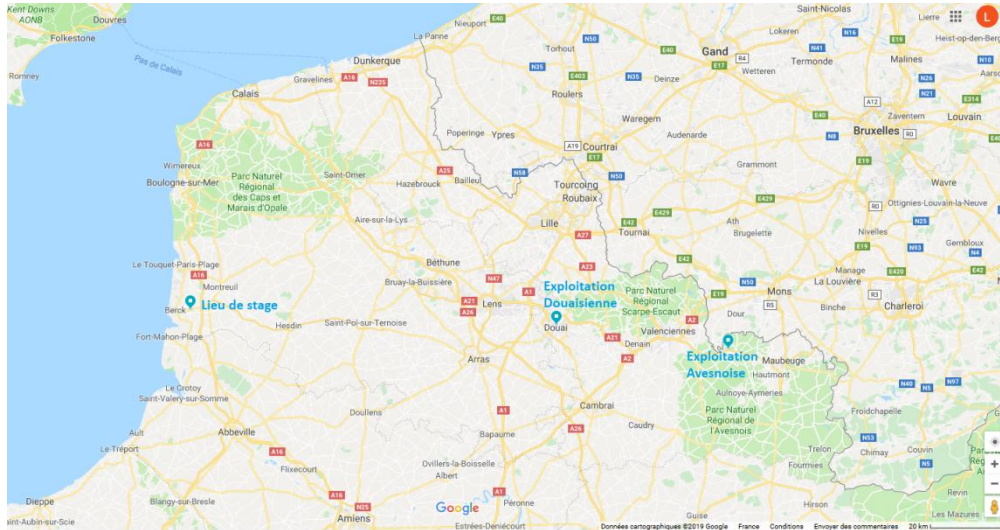 Kent Downs
AONB
Douvres
Folkestone
Romney
Pas de Calais
Nieuport
E40
La Panne
Dunkerque
Gravelines
A16
N225
Calais
A16
Wimereux
Boulogne-sur-Mer
Parc Naturel
Régional
des Caps et
Marais d'Opale
Saint-Omer
Hazebrouck
A25
Bailleul
Poperinge
Ypres
N58
Aire-sur-la-Lys
Saint-Nicolas
Lierre
L
Lokeren
N16
E19
Heist-op-den-Berg
N50
Torhout
E40
Gand
R4
E17
Wetteren
N41
Termonde
Malines
N10
N35
E403
N35
Deinze
N26
N21
Roulers
A12
E314
Waregem
E40
Zaventem
Louvain
A19
Courtrai
E17
Audenarde
N8
Bruxelles
R0
Grammont
Tourcoing
Roubaix
N50
Wavre
E429
R0
Ottignies-Louvain-la-Neuve
Lille
E42
Tournai
E429
Ath
Brugelette
N25
A27
Nivelles
E19
N93
Gembloux
N4
Le Touquet-Paris-Plage
A16
Montreuil
Berck
Lieu de stage
Hesdin
Saint-Pol-sur-Ternoise
Fort-Mahon-Plage
Béthune
Bruay-la-Buissière
N47
A1
A21
A26
Lens
A23
E42
Exploitation
Douaisienne
Douai
Parc Naturel
Régional
Scarpe-Escaut
E19
N50
Mons
Manage
La Louvière
E420
E42
R5
R3
Charleroi
Dour
A2
Valenciennes
A21
Denain
A2
Exploitation
Avesnoise
Maubeuge
Hautmont
Arras
Le Crotoy
Saint-Valery-sur-Somme
Aulnoye-Aymeries
N40
N5
N97
Parc Naturel
Régional de
l'Avesnois
Froidchapelle
Cambrai
Caudry
Doullens
A1
A26
Bapaume
Ault
Abbeville
Le Tréport
N53
Chimay
Couvin
N5
Trelon
Fourmies
Flixecourt
Ovillers-la-Boisselle
Albert
A16
A1
Hirson
Revin
Dieppe
Blangy-sur-Bresle
N25
Amiens
Google
Péronne
Estrées-Deniécourt
Guise
Les Mazures
Données cartographiques ©2019 Google
France
Conditions
Envoyer des commentaires
20 km